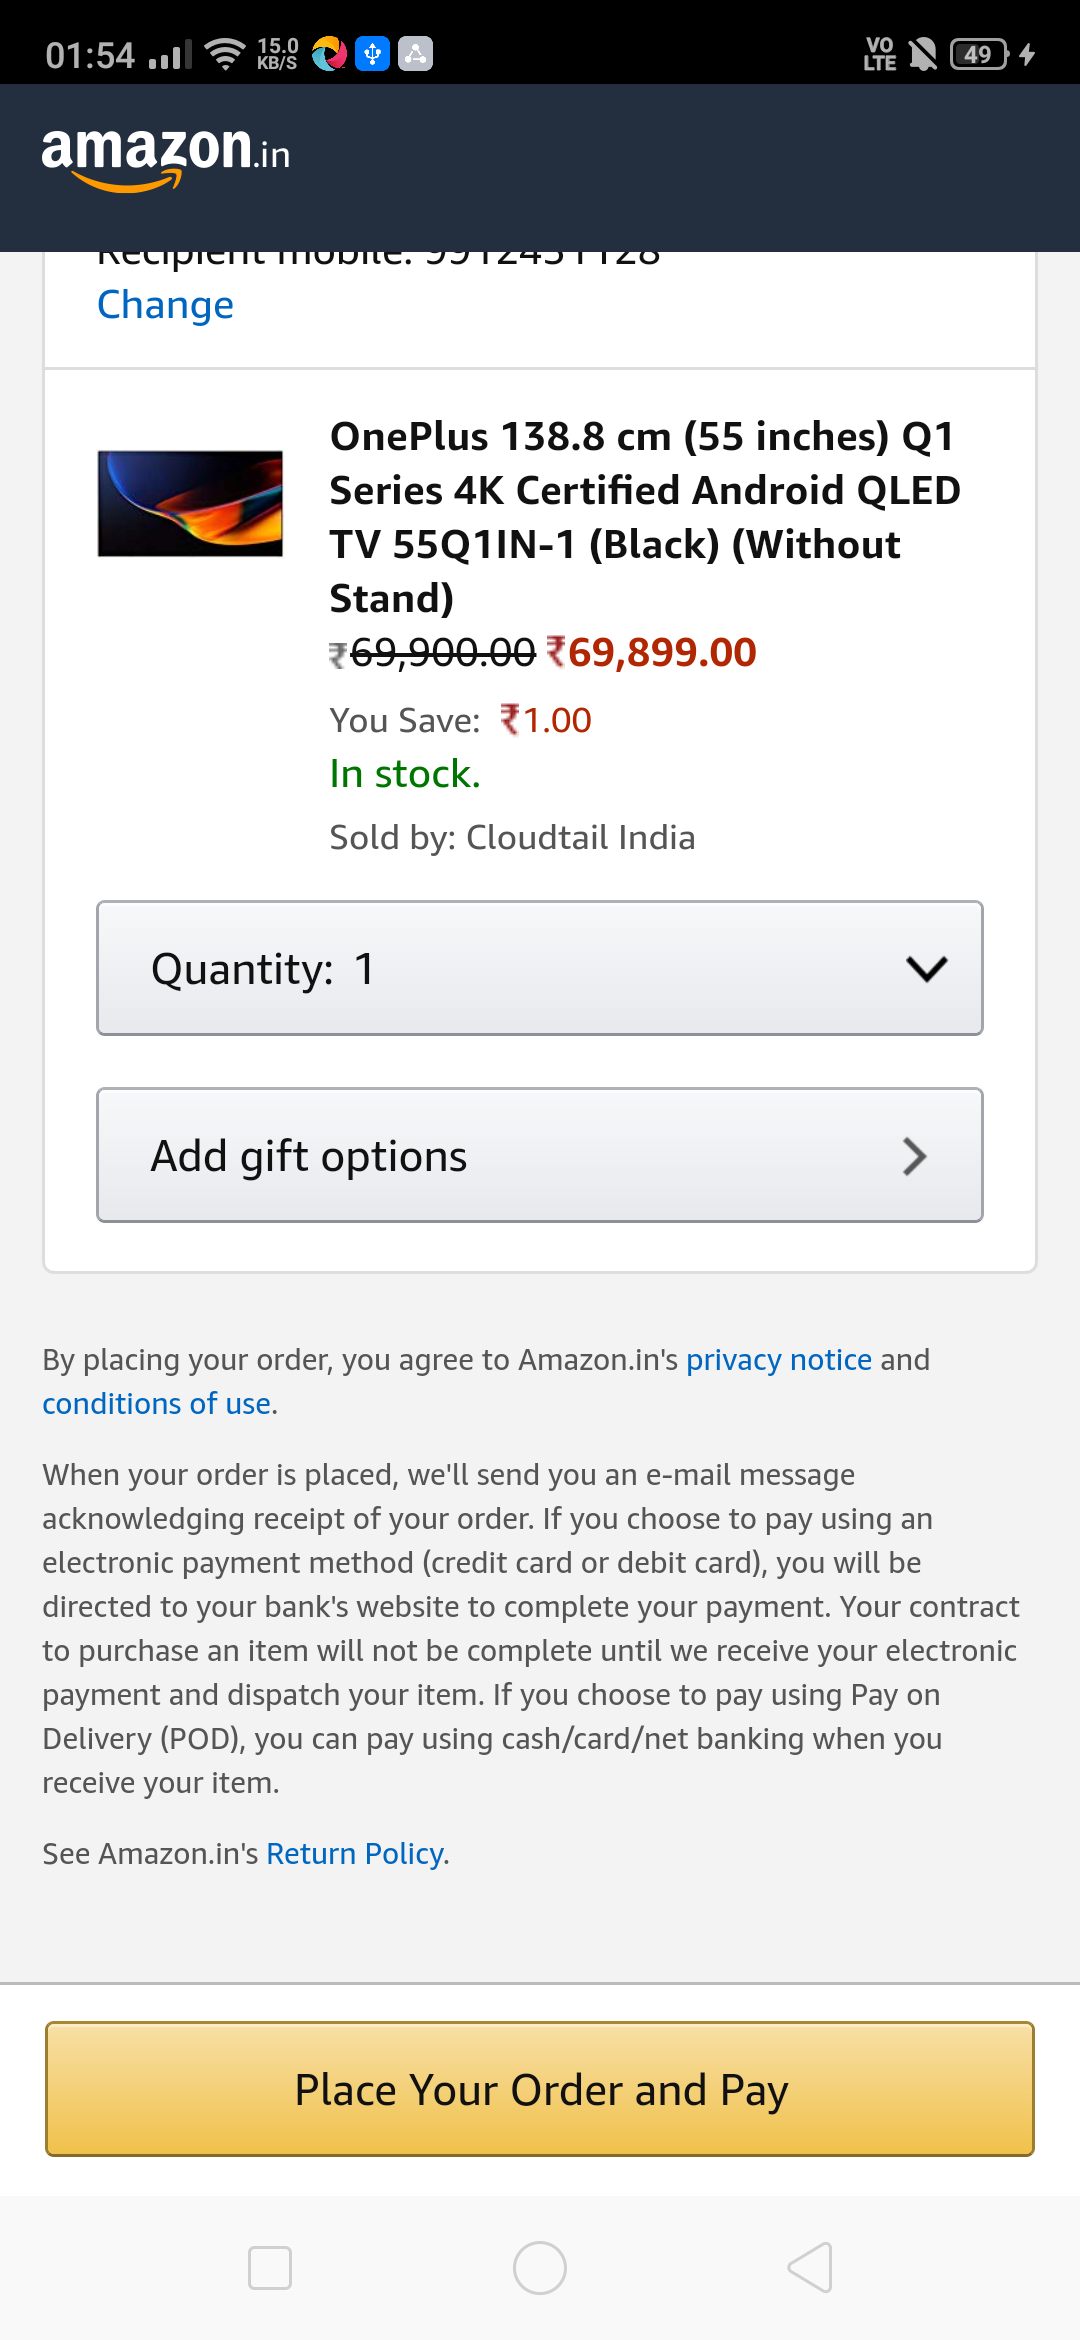 01:54 15.0 KB/S VO LTE 49
amazon.in
Recipient mobile: 9912451128
Change
OnePlus 138.8 cm (55 inches) Q1
Series 4K Certified Android QLED
TV 55Q1IN-1 (Black) (Without
Stand)
₹69,900.00 ₹69,899.00
You Save: ₹1.00
In stock.
Sold by: Cloudtail India
Quantity: 1
Add gift options
By placing your order, you agree to Amazon.in's privacy notice and
conditions of use.
When your order is placed, we'll send you an e-mail message
acknowledging receipt of your order. If you choose to pay using an
electronic payment method (credit card or debit card), you will be
directed to your bank's website to complete your payment. Your contract
to purchase an item will not be complete until we receive your electronic
payment and dispatch your item. If you choose to pay using Pay on
Delivery (POD), you can pay using cash/card/net banking when you
receive your item.
See Amazon.in's Return Policy.
Place Your Order and Pay